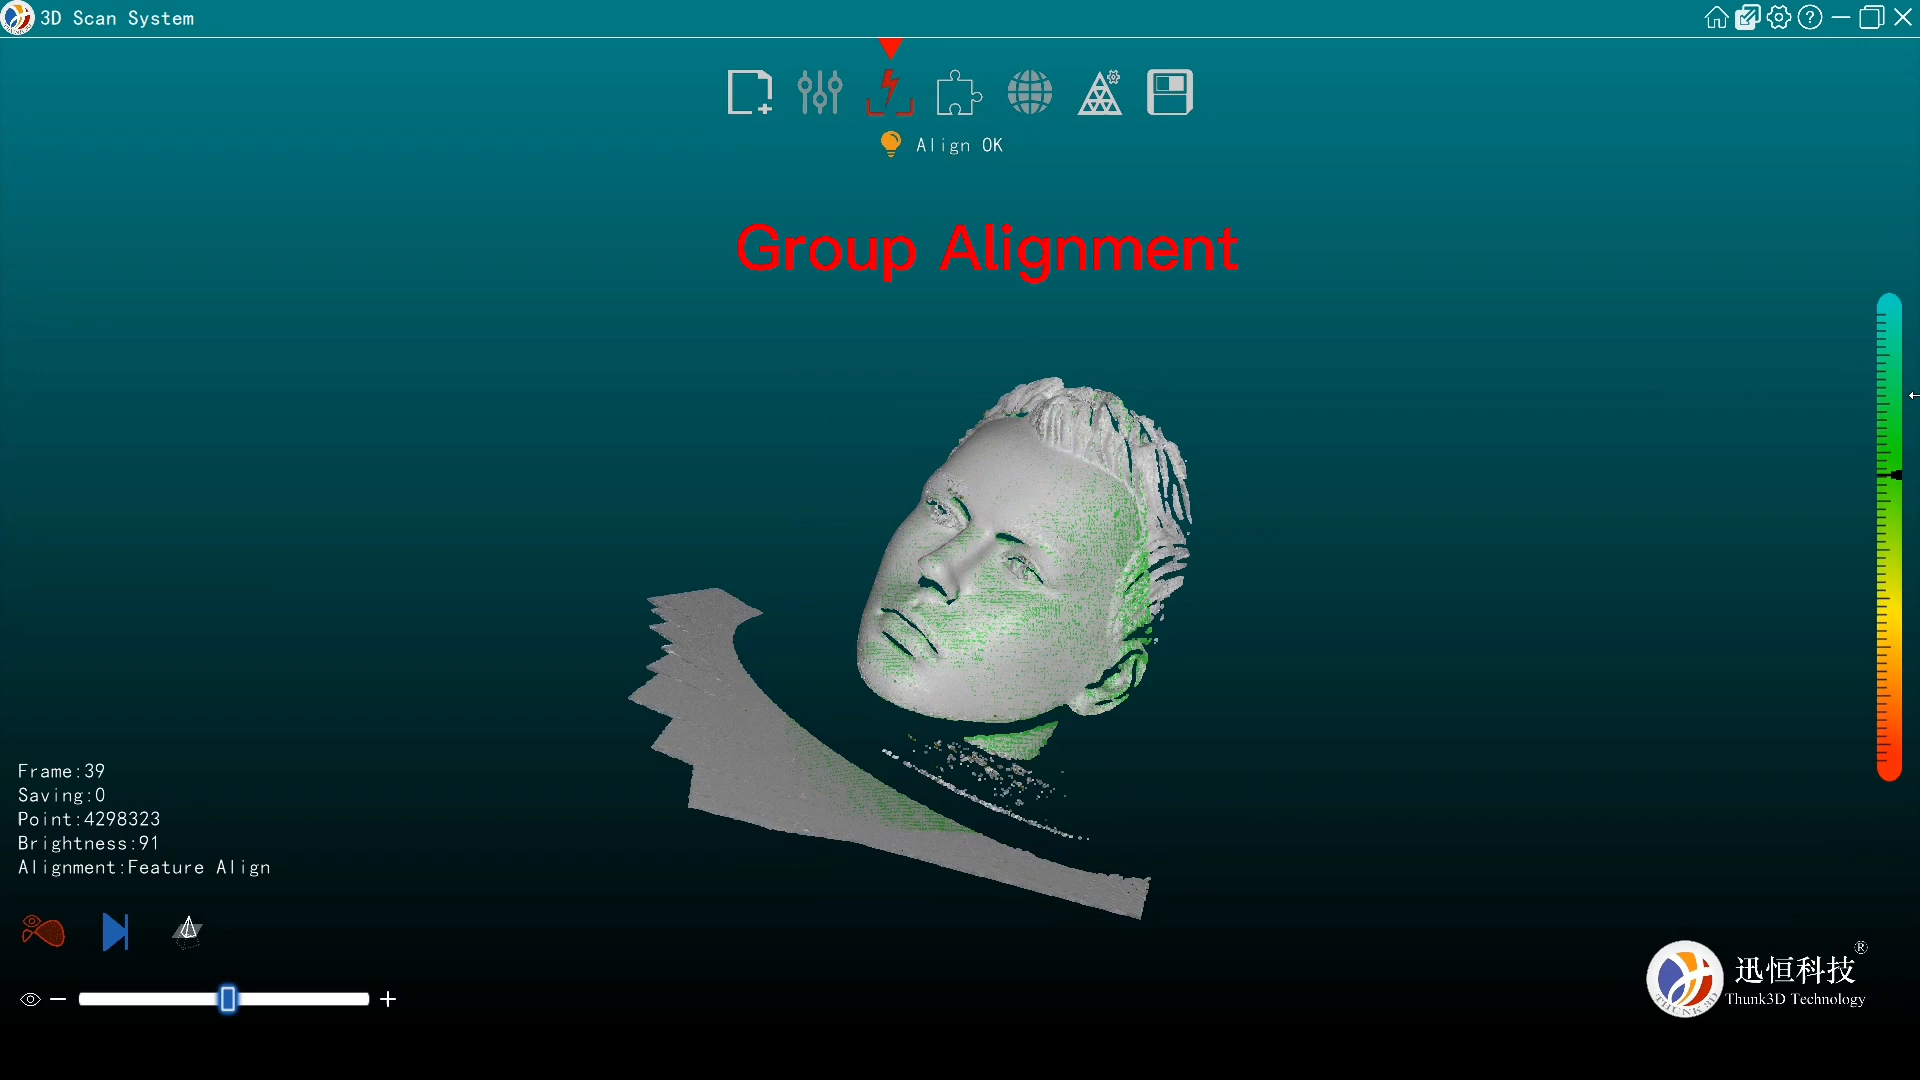 3D Scan System
Align OK
Group Alignment
Frame:39
Saving:0
Point:4298323
Brightness:91
Alignment:Feature Align
迅恒科技®
Thunk3D Technology
THUNK3D